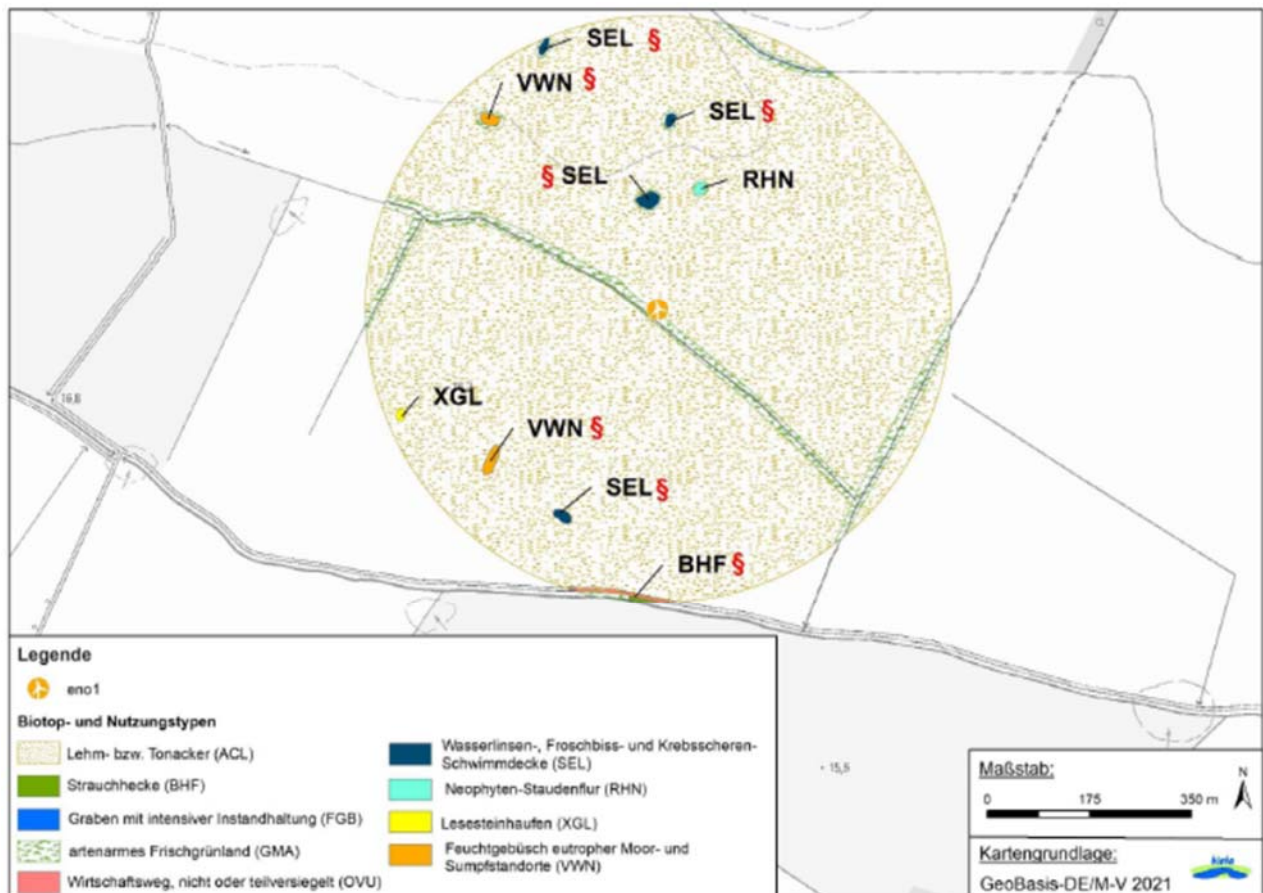 SEL §
VWN §
SEL §
§ SEL
RHN
XGL
19,8
VWN §
SEL §
BHF §
15,5
Legende
eno1
Biotop- und Nutzungstypen
Lehm- bzw. Tonacker (ACL)
Strauchhecke (BHF)
Graben mit intensiver Instandhaltung (FGB)
artenarmes Frischgrünland (GMA)
Wirtschaftsweg, nicht oder teilversiegelt (OVU)
Wasserlinsen-, Froschbiss- und Krebsscheren-
Schwimmdecke (SEL)
Neophyten-Staudenflur (RHN)
Lesesteinhaufen (XGL)
Feuchtgebüsch eutropher Moor- und
Sumpfstandorte (VWN)
Maßstab:
N
0 175 350 m
Kartengrundlage:
GeoBasis-DE/M-V 2021